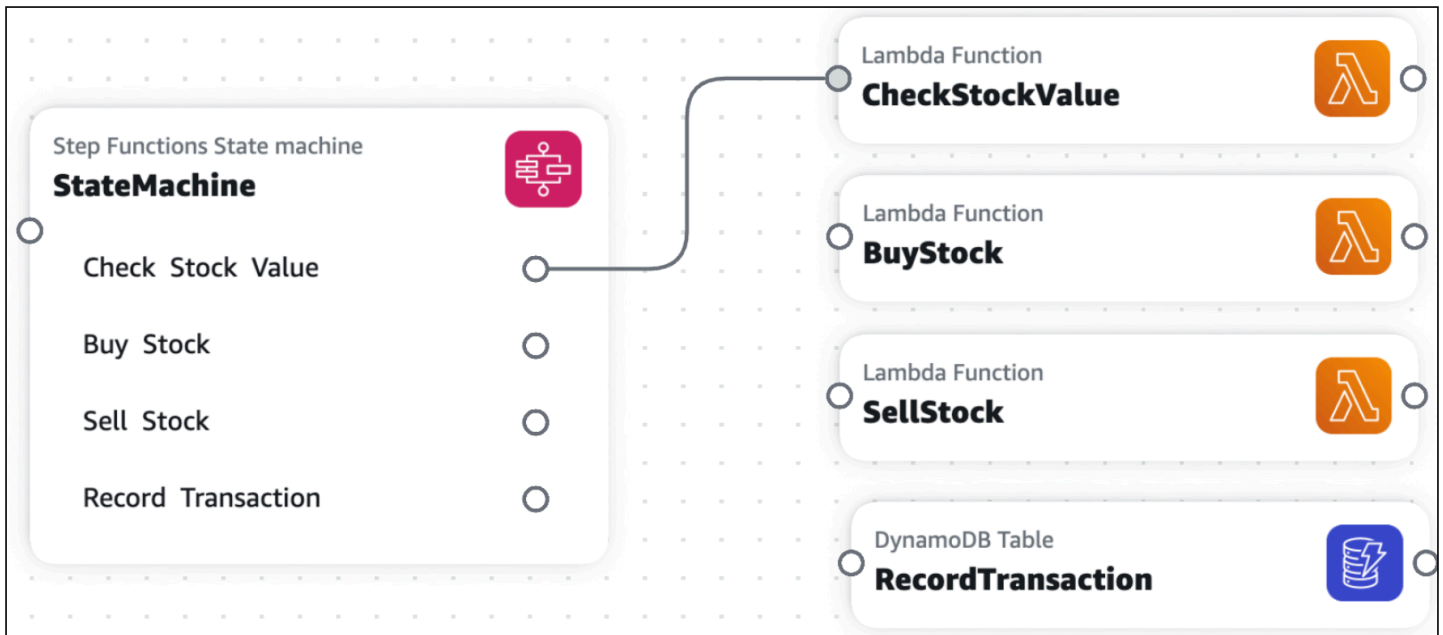 Step Functions State machine
StateMachine
Check Stock Value
Buy Stock
Sell Stock
Record Transaction
Lambda Function
CheckStockValue
Lambda Function
BuyStock
Lambda Function
SellStock
DynamoDB Table
RecordTransaction